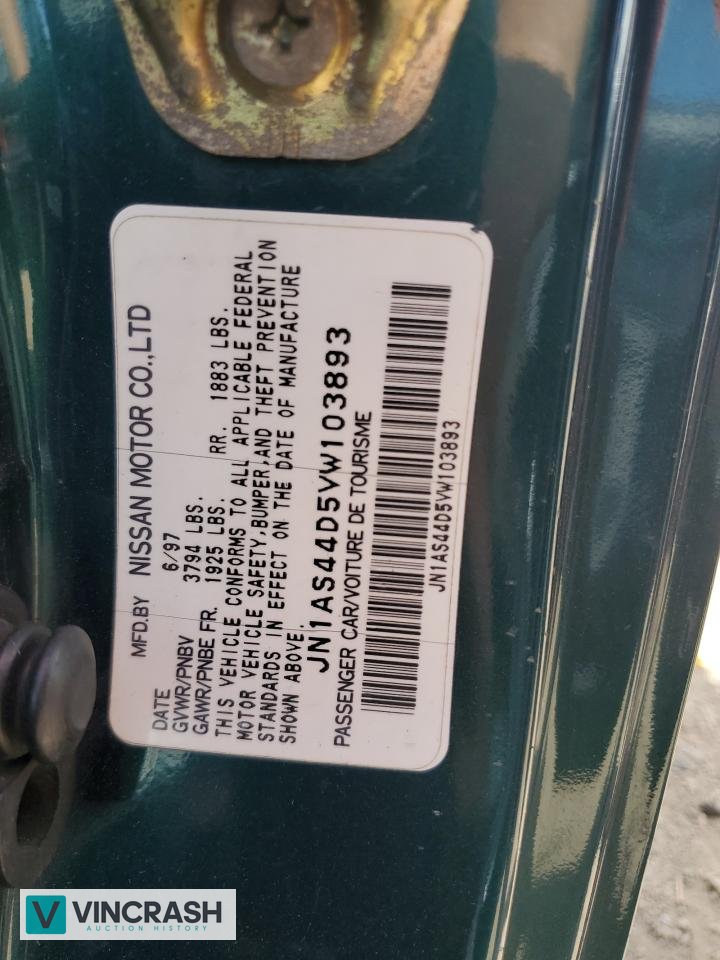 MFD.BY NISSAN MOTOR CO.,LTD
DATE 6/97
GVWR/PNBV 3794 LBS.
GAWR/PNBE FR. 1925 LBS. RR. 1883 LBS.
THIS VEHICLE CONFORMS TO ALL APPLICABLE FEDERAL
MOTOR VEHICLE SAFETY,BUMPER,AND THEFT PREVENTION
STANDARDS IN EFFECT ON THE DATE OF MANUFACTURE
SHOWN ABOVE.
JN1AS44D5VW103893
PASSENGER CAR/VOITURE DE TOURISME
JN1AS44D5VW103893
V VINCRASH
AUCTION HISTORY